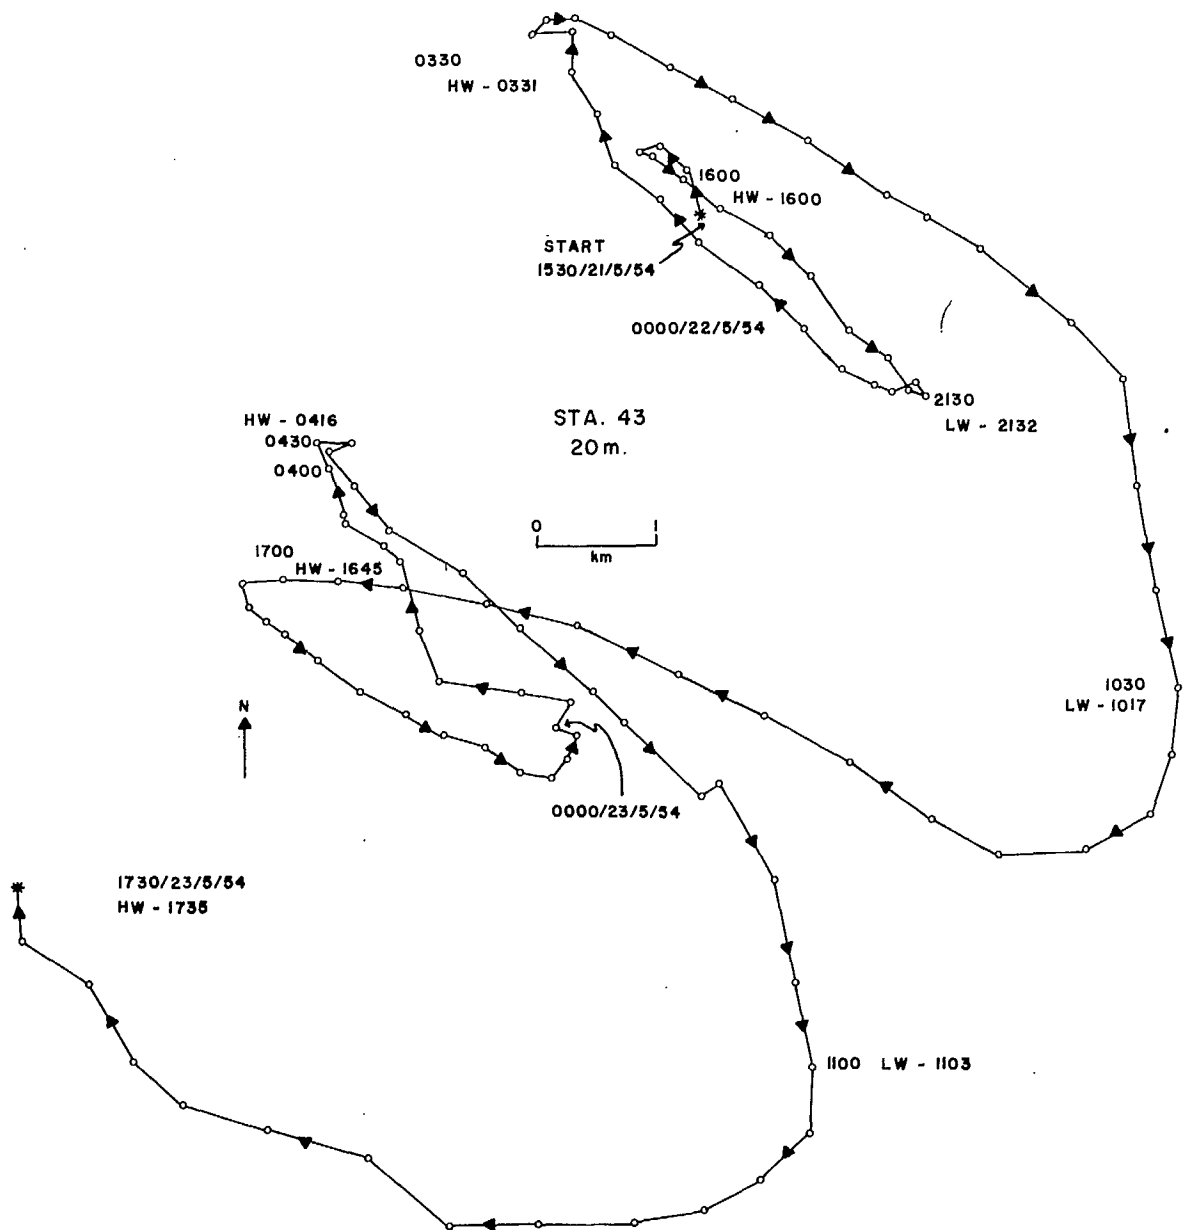 0330
HW - 0331
1600
HW - 1600
START
1530/21/5/54
0000/22/5/54
2130
LW - 2132
HW - 0416
0430
0400
STA. 43
20 m.
0 1
km
1700
HW - 1645
1030
LW - 1017
N
0000/23/5/54
1730/23/5/54
HW - 1735
1100 LW - 1103